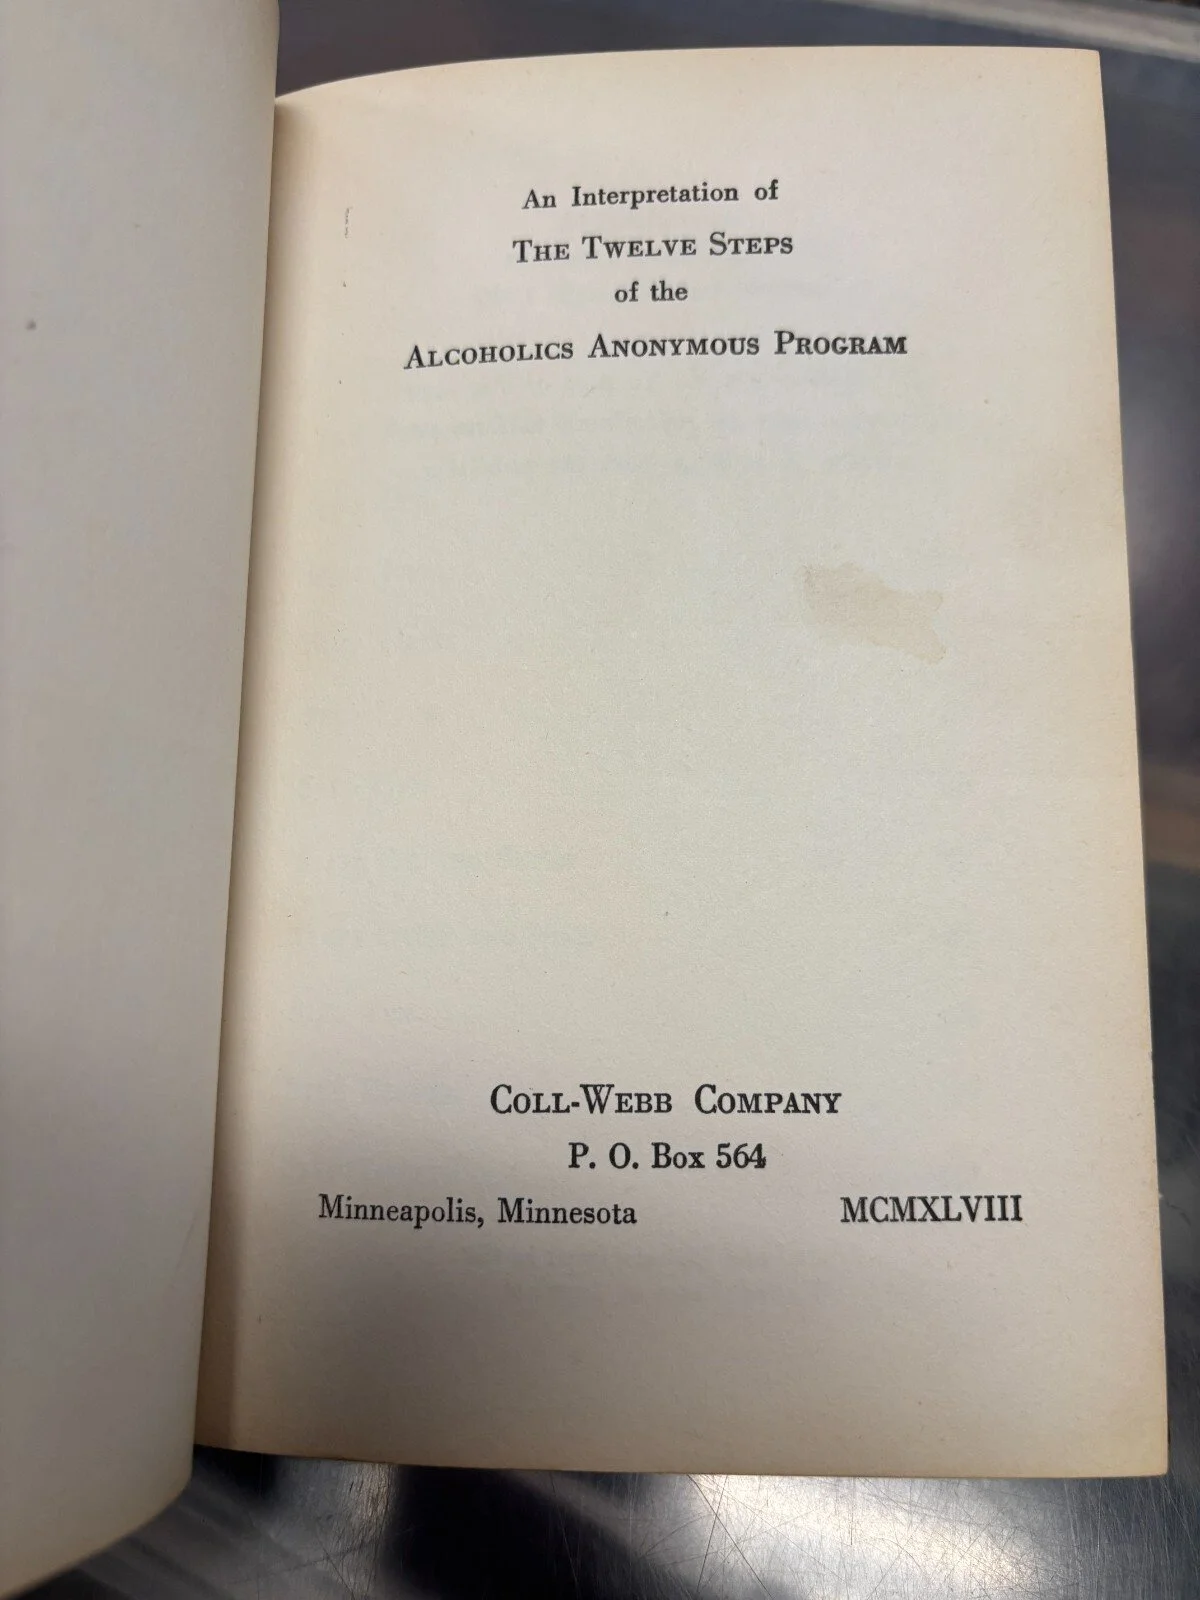 An Interpretation of
THE TWELVE STEPS
of the
ALCOHOLICS ANONYMOUS PROGRAM
COLL-WEBB COMPANY
P. O. Box 564
Minneapolis, Minnesota MCMXLVIII